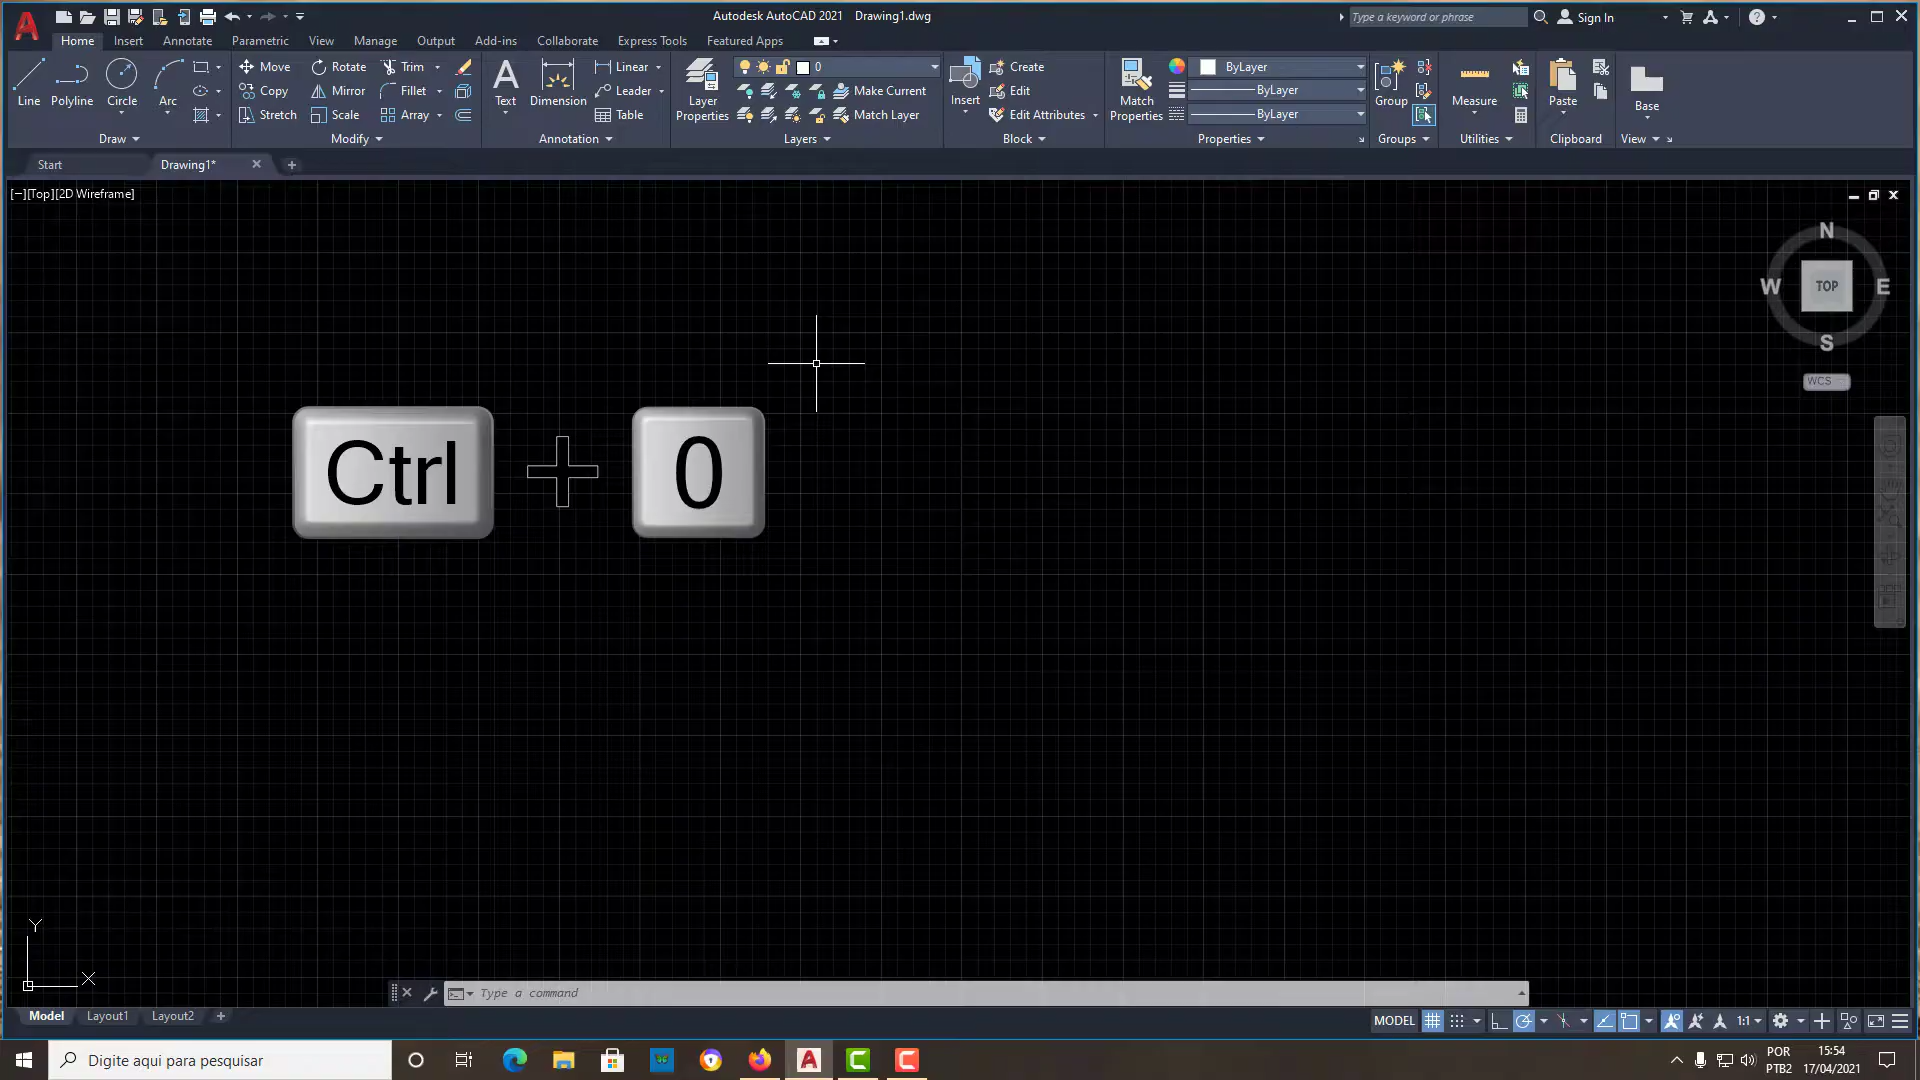 Autodesk AutoCAD 2021 Drawing1.dwg
Type a keyword or phrase
Sign In
Home Insert Annotate Parametric View Manage Output Add-ins Collaborate Express Tools Featured Apps
Line Polyline Circle Arc
Draw
Move Rotate Trim
Copy Mirror Fillet
Stretch Scale Array
Modify
Text Dimension
Linear
Leader
Table
Annotation
Layer Properties
0
Make Current
Match Layer
Layers
Insert
Create
Edit
Edit Attributes
Block
Match Properties
ByLayer
ByLayer
ByLayer
Properties
Group
Groups
Measure
Utilities
Paste
Clipboard
Base
View
Start Drawing1*
[−][Top][2D Wireframe]
N
W TOP E
S
WCS
Ctrl + 0
Y
X
Type a command
Model Layout1 Layout2
MODEL 1:1
Digite aqui para pesquisar
POR
PTB2
15:54
17/04/2021